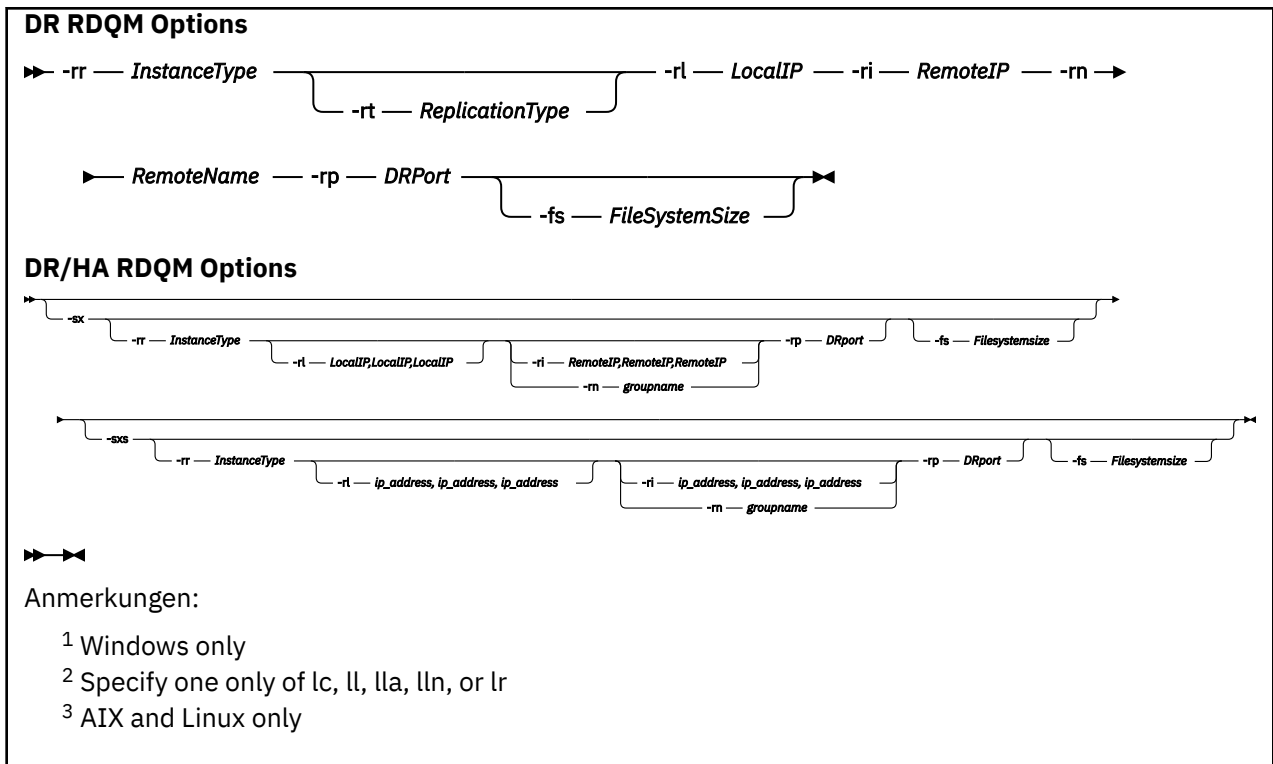 DR RDQM Options
-rr InstanceType -rl LocalIP -ri RemoteIP -rn
-rt ReplicationType
RemoteName -rp DRPort
-fs FileSystemSize
DR/HA RDQM Options
-sx
-rr InstanceType -rp DRport -fs Filesystemsize
-rl LocalIP,LocalIP,LocalIP -ri RemoteIP,RemoteIP,RemoteIP
-rn groupname
-sxs
-rr InstanceType -rp DRport -fs Filesystemsize
-rl ip_address, ip_address, ip_address -ri ip_address, ip_address, ip_address
-rn groupname
Anmerkungen:
1 Windows only
2 Specify one only of lc, ll, lla, lln, or lr
3 AIX and Linux only